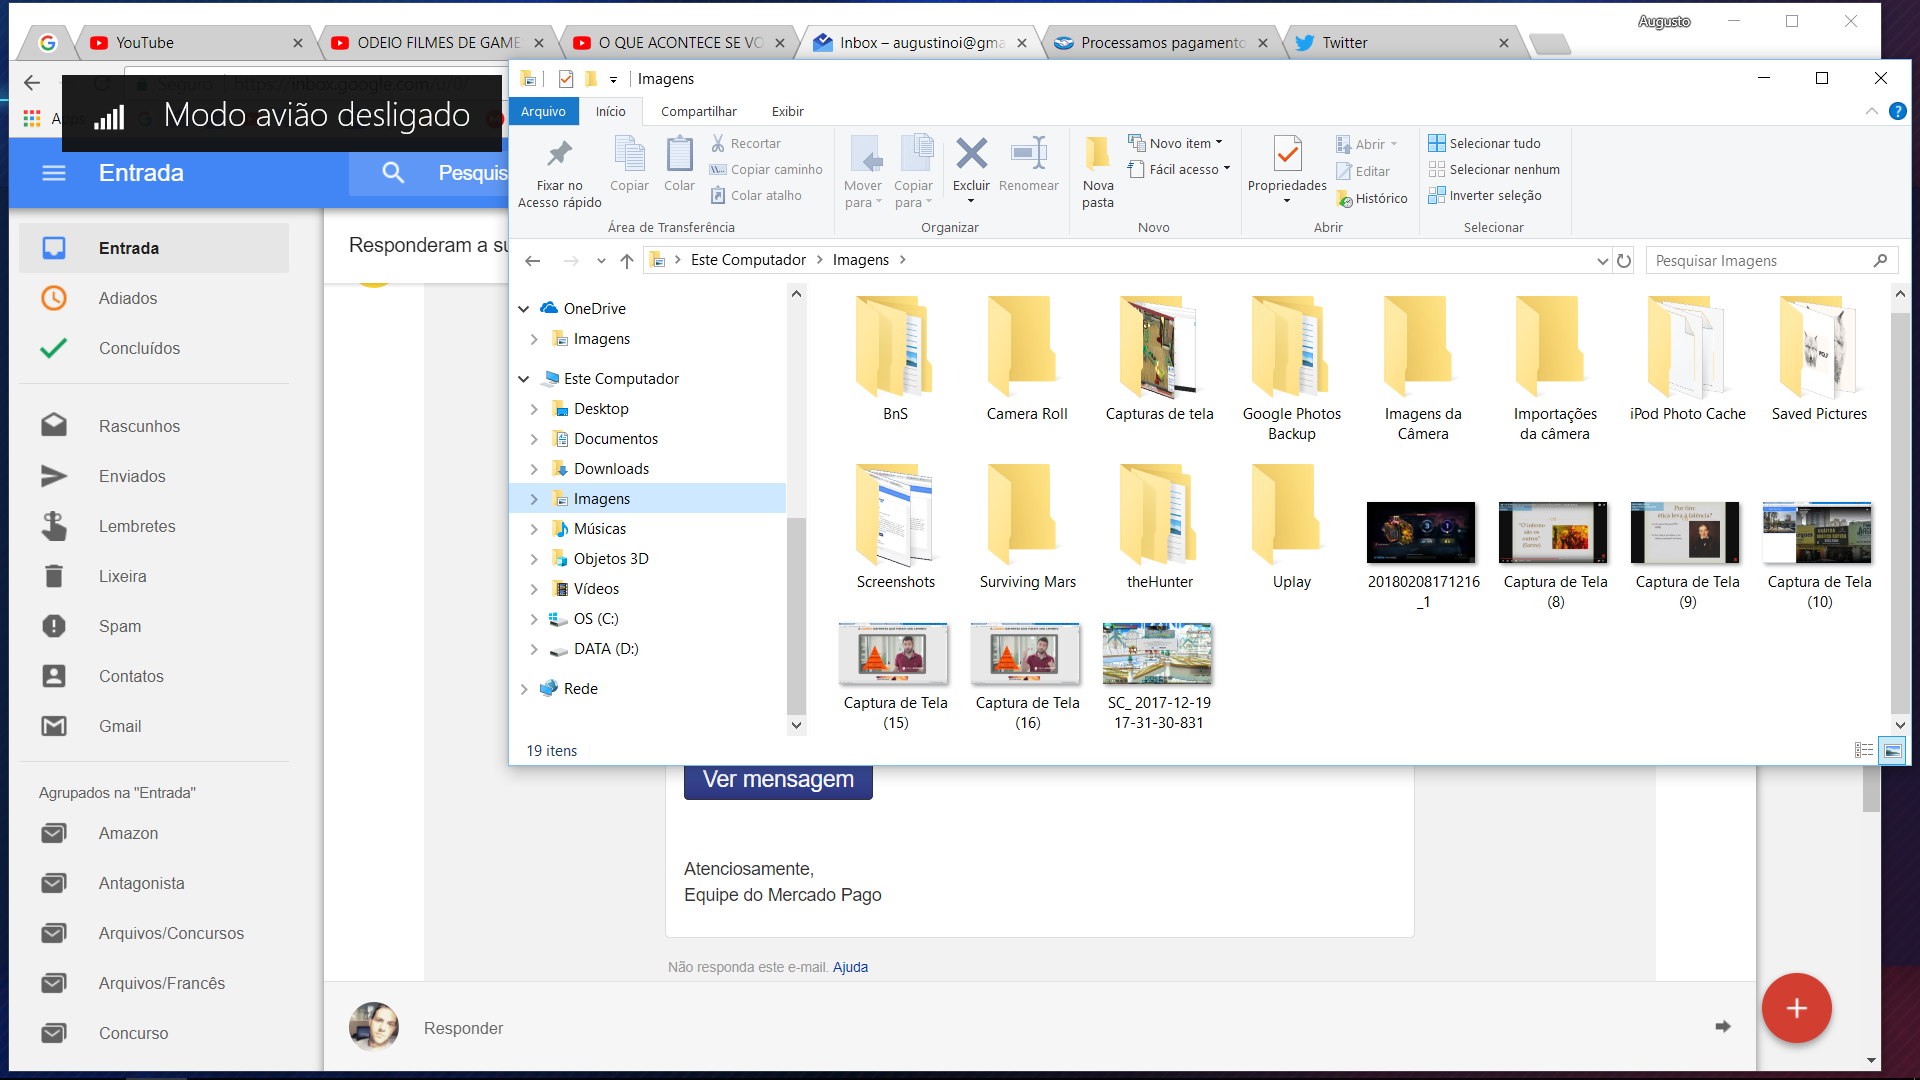 Augusto
YouTube
ODEIO FILMES DE GAME
O QUE ACONTECE SE VO
Inbox – augustinoi@gma
Processamos pagamento
Twitter
Modo avião desligado
Imagens
Arquivo
Início
Compartilhar
Exibir
Fixar no
Acesso rápido
Copiar
Colar
Recortar
Copiar caminho
Colar atalho
Área de Transferência
Mover
para
Copiar
para
Excluir
Renomear
Organizar
Nova
pasta
Novo item
Fácil acesso
Novo
Propriedades
Abrir
Editar
Histórico
Abrir
Selecionar tudo
Selecionar nenhum
Inverter seleção
Selecionar
Este Computador
Imagens
Pesquisar Imagens
OneDrive
Imagens
Este Computador
Desktop
Documentos
Downloads
Imagens
Músicas
Objetos 3D
Vídeos
OS (C:)
DATA (D:)
Rede
BnS
Camera Roll
Capturas de tela
Google Photos
Backup
Imagens da
Câmera
Importações
da câmera
iPod Photo Cache
Saved Pictures
Screenshots
Surviving Mars
theHunter
Uplay
20180208171216
_1
Captura de Tela
(8)
Captura de Tela
(9)
Captura de Tela
(10)
Captura de Tela
(15)
Captura de Tela
(16)
SC_ 2017-12-19
17-31-30-831
19 itens
Entrada
Pesquis
Entrada
Adiados
Concluídos
Rascunhos
Enviados
Lembretes
Lixeira
Spam
Contatos
Gmail
Agrupados na "Entrada"
Amazon
Antagonista
Arquivos/Concursos
Arquivos/Francês
Concurso
Responderam a su
Ver mensagem
Atenciosamente,
Equipe do Mercado Pago
Não responda este e-mail. Ajuda
Responder